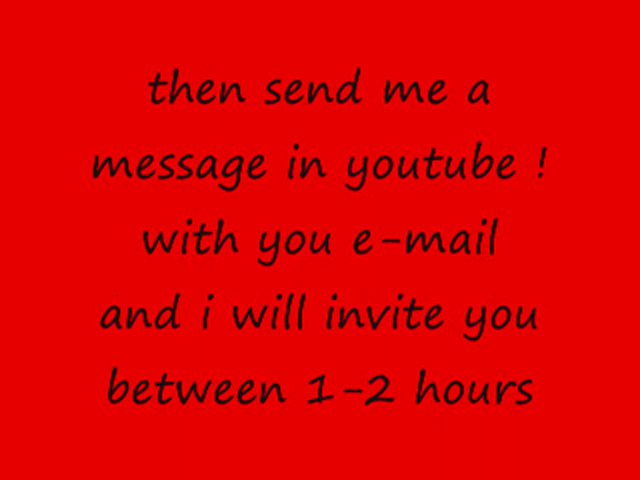 then send me a
message in youtube !
with you e-mail
and i will invite you
between 1-2 hours